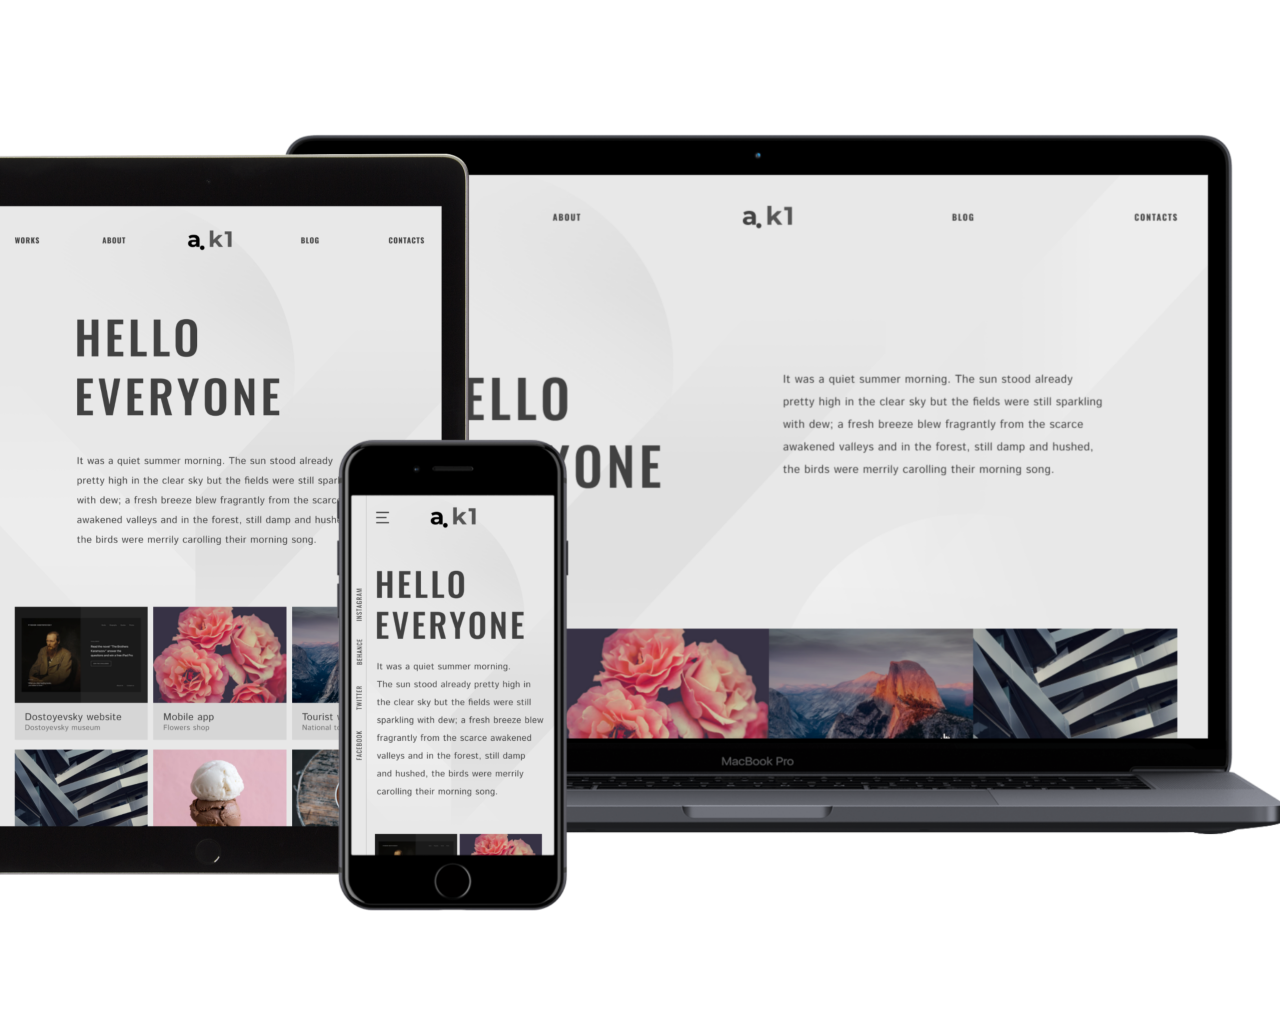 WORKS ABOUT a.k1 BLOG CONTACTS
HELLO
EVERYONE
It was a quiet summer morning. The sun stood already
pretty high in the clear sky but the fields were still spar
with dew; a fresh breeze blew fragrantly from the scarc
awakened valleys and in the forest, still damp and hush
the birds were merrily carolling their morning song.
Dostoyevsky website
Dostoyevsky museum
Mobile app
Flowers shop
Tourist
National
a.k1
INSTAGRAM
BEHANCE
TWITTER
FACEBOOK
HELLO
EVERYONE
It was a quiet summer morning.
The sun stood already pretty high in
the clear sky but the fields were still
sparkling with dew; a fresh breeze blew
fragrantly from the scarce awakened
valleys and in the forest, still damp
and hushed, the birds were merrily
carolling their morning song.
ABOUT a.k1 BLOG CONTACTS
ELLO
YONE
It was a quiet summer morning. The sun stood already
pretty high in the clear sky but the fields were still sparkling
with dew; a fresh breeze blew fragrantly from the scarce
awakened valleys and in the forest, still damp and hushed,
the birds were merrily carolling their morning song.
MacBook Pro